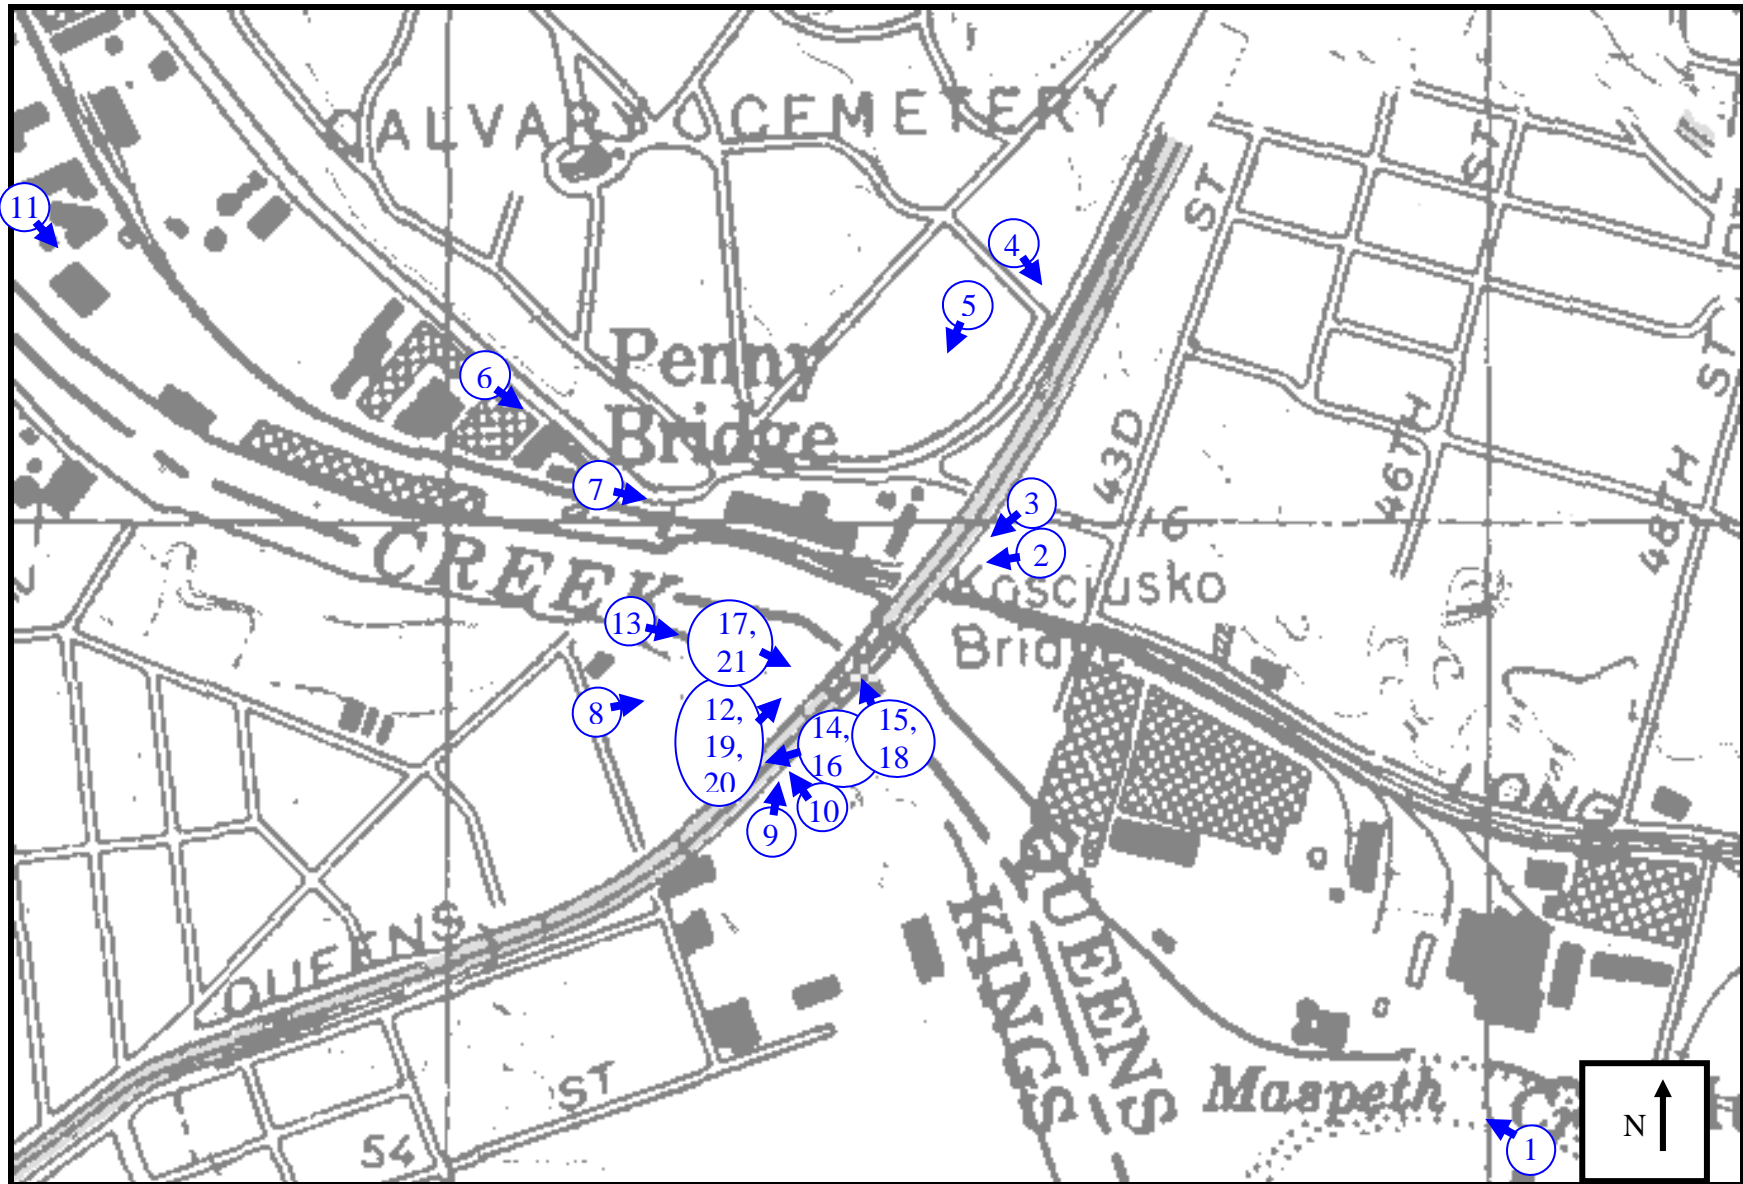 CALVARY CEMETERY
ST
ST
11
4
5
Penny
Bridge
6
ST
43D
46TH
48TH
7
3
16
2
CREEK
Kosciusko
Bridge
13
17,
21
8
12,
19,
20
14,
16
15,
18
10
9
LONG
QUEENS
QUEENS
KINGS
ST
54
Maspeth
N
1